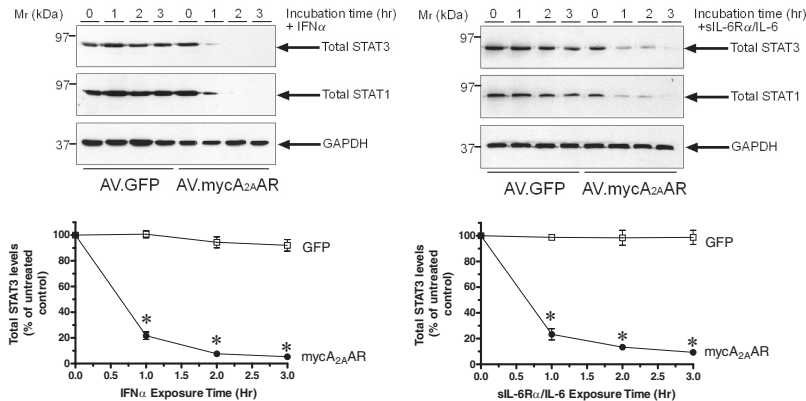 Mr (kDa) 0 1 2 3 0 1 2 3 Incubation time (hr)
+ IFNα
97
Total STAT3
97
Total STAT1
37
GAPDH
AV.GFP AV.mycA2AAR
Mr (kDa) 0 1 2 3 0 1 2 3 Incubation time (hr)
+sIL-6Rα/IL-6
97
Total STAT3
97
Total STAT1
37
GAPDH
AV.GFP AV.mycA2AAR
Total STAT3 levels
(% of untreated
control)
100
80
60
40
20
0
GFP
* * *
mycA2AAR
0.0 0.5 1.0 1.5 2.0 2.5 3.0
IFNα Exposure Time (Hr)
Total STAT3 levels
(% of untreated
control)
100
80
60
40
20
0
GFP
* * *
mycA2AAR
0.0 0.5 1.0 1.5 2.0 2.5 3.0
sIL-6Rα/IL-6 Exposure Time (Hr)